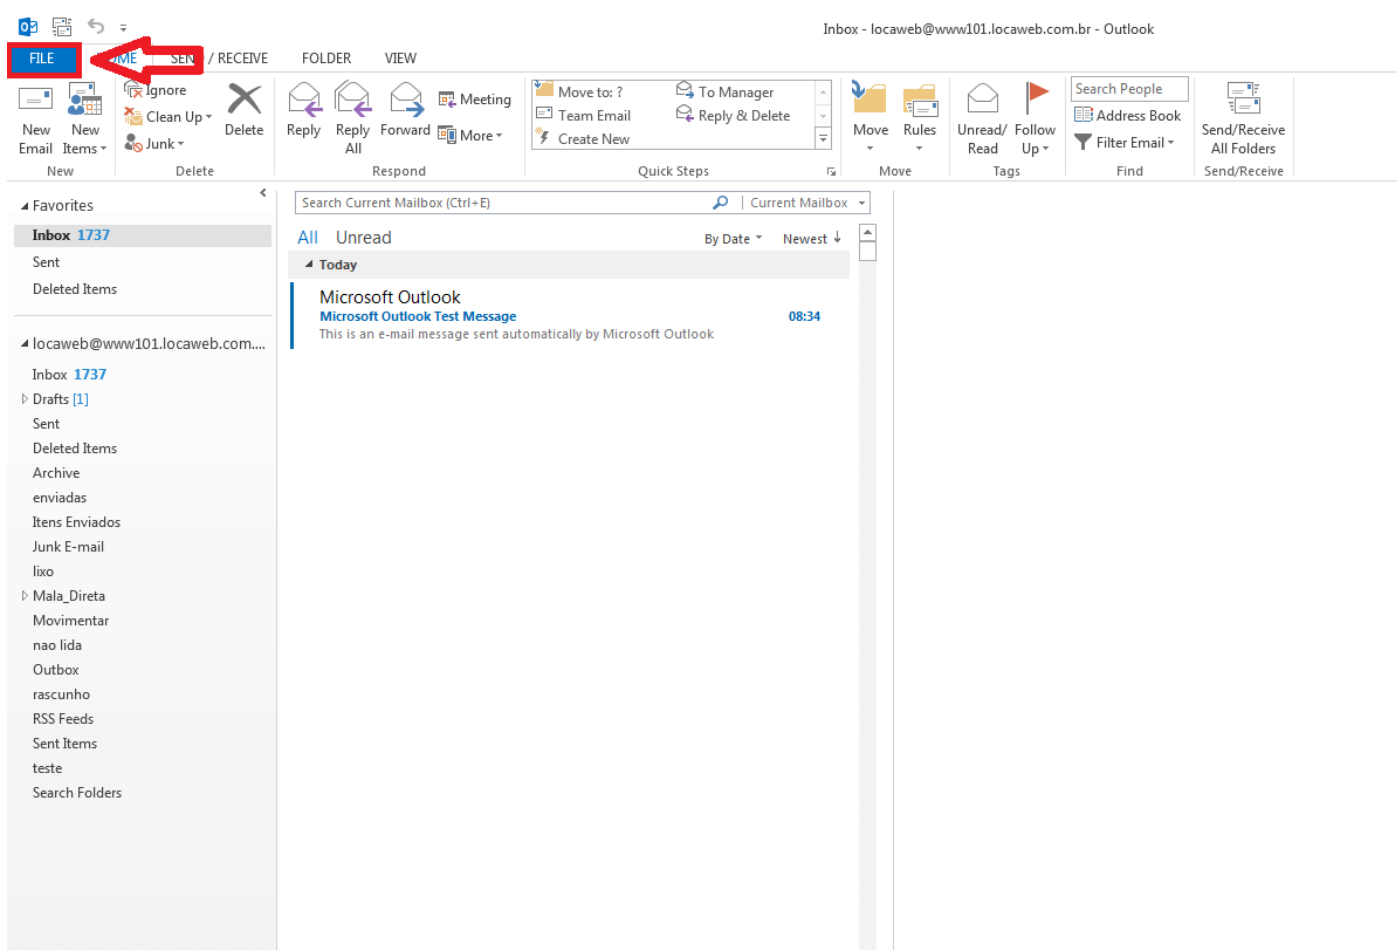 Inbox - locaweb@www101.locaweb.com.br - Outlook
FILE
OME SEN / RECEIVE FOLDER VIEW
New Email
New Items
Ignore
Clean Up
Junk
Delete
Reply
Reply All
Forward
Meeting
More
Move to: ?
Team Email
Create New
To Manager
Reply & Delete
Move
Rules
Unread/ Read
Follow Up
Search People
Address Book
Filter Email
Send/Receive All Folders
New Delete Respond Quick Steps Move Tags Find Send/Receive
Favorites
Inbox 1737
Sent
Deleted Items
locaweb@www101.locaweb.com....
Inbox 1737
Drafts [1]
Sent
Deleted Items
Archive
enviadas
Itens Enviados
Junk E-mail
lixo
Mala_Direta
Movimentar
nao lida
Outbox
rascunho
RSS Feeds
Sent Items
teste
Search Folders
Search Current Mailbox (Ctrl+E) Current Mailbox
All Unread By Date Newest
Today
Microsoft Outlook
Microsoft Outlook Test Message 08:34
This is an e-mail message sent automatically by Microsoft Outlook